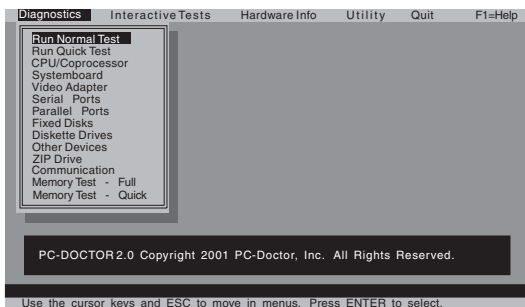 Diagnostics Interactive Tests Hardware Info Utility Quit F1=Help
Run Normal Test
Run Quick Test
CPU/Coprocessor
Systemboard
Video Adapter
Serial Ports
Parallel Ports
Fixed Disks
Diskette Drives
Other Devices
ZIP Drive
Communication
Memory Test - Full
Memory Test - Quick
PC-DOCTOR 2.0 Copyright 2001 PC-Doctor, Inc. All Rights Reserved.
Use the cursor keys and ESC to move in menus. Press ENTER to select.